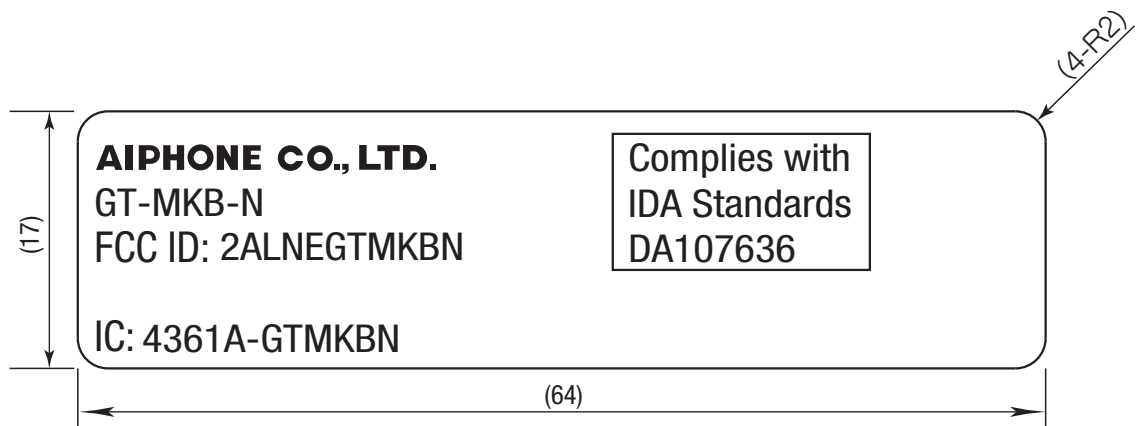 (4-R2)
AIPHONE CO., LTD.
GT-MKB-N
FCC ID: 2ALNEGTMKBN
IC: 4361A-GTMKBN
Complies with
IDA Standards
DA107636
(17)
(64)